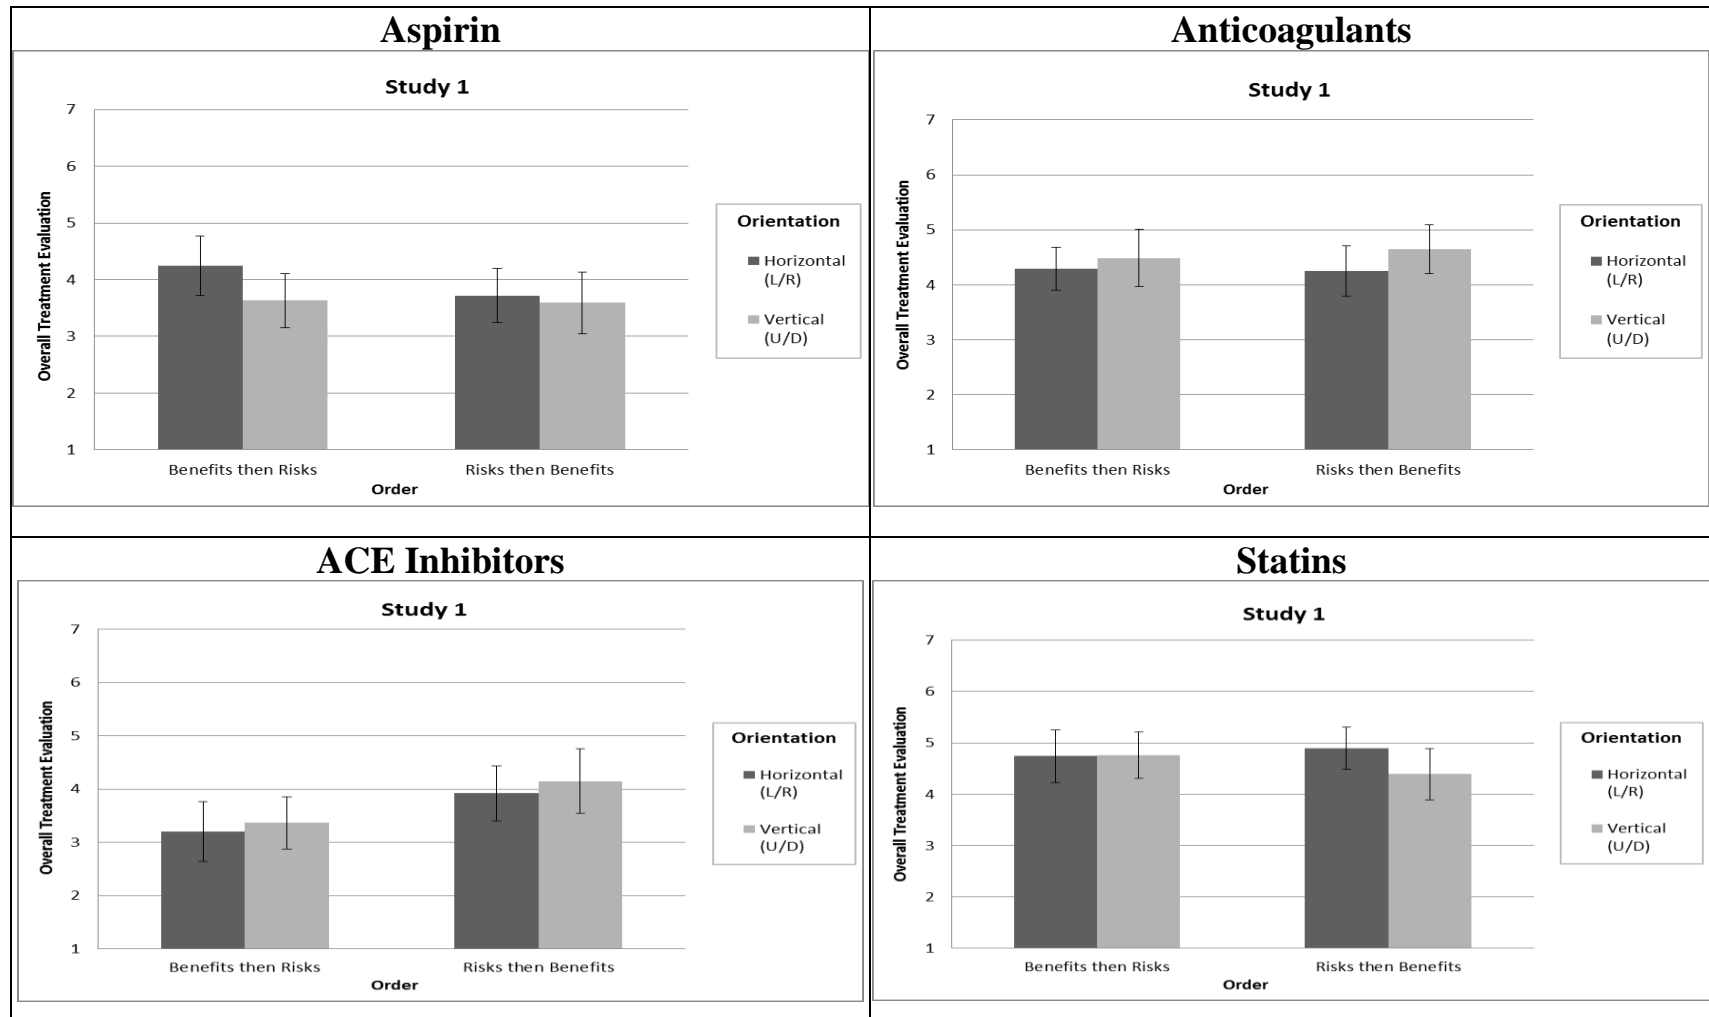 Aspirin
Study 1
7
6
5
4
3
2
1
Overall Treatment Evaluation
Benefits then Risks
Risks then Benefits
Order
Orientation
Horizontal
(L/R)
Vertical
(U/D)
Anticoagulants
Study 1
7
6
5
4
3
2
1
Overall Treatment Evaluation
Benefits then Risks
Risks then Benefits
Order
Orientation
Horizontal
(L/R)
Vertical
(U/D)
ACE Inhibitors
Study 1
7
6
5
4
3
2
1
Overall Treatment Evaluation
Benefits then Risks
Risks then Benefits
Order
Orientation
Horizontal
(L/R)
Vertical
(U/D)
Statins
Study 1
7
6
5
4
3
2
1
Overall Treatment Evaluation
Benefits then Risks
Risks then Benefits
Order
Orientation
Horizontal
(L/R)
Vertical
(U/D)